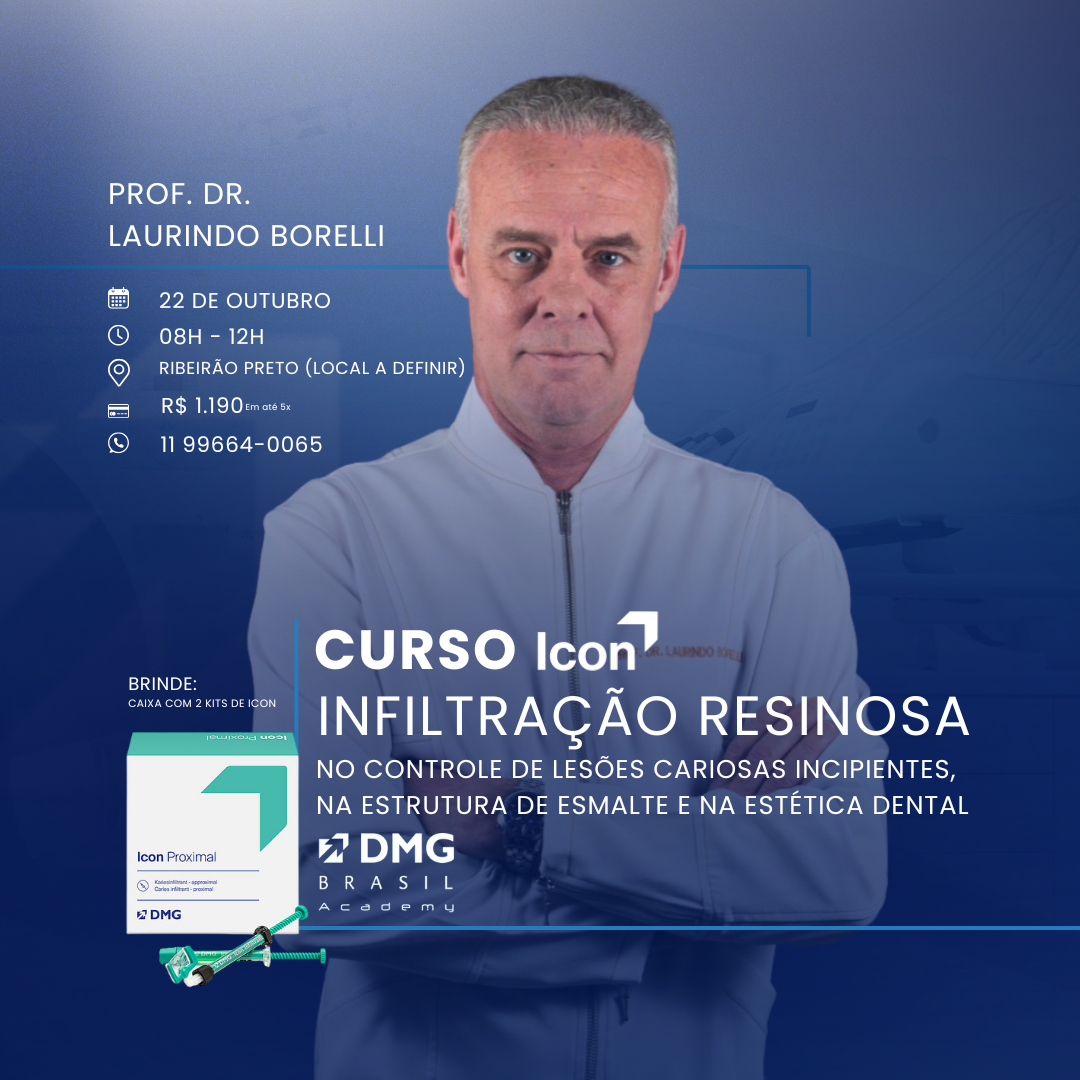 PROF. DR.
LAURINDO BORELLI
22 DE OUTUBRO
08H - 12H
RIBEIRÃO PRETO (LOCAL A DEFINIR)
R$ 1.190 Em até 5x
11 99664-0065
CURSO Icon
DR. LAURINDO BORELLI
INFILTRAÇÃO RESINOSA
NO CONTROLE DE LESÕES CARIOSAS INCIPIENTES,
NA ESTRUTURA DE ESMALTE E NA ESTÉTICA DENTAL
DMG
BRASIL
Academy
BRINDE:
CAIXA COM 2 KITS DE ICON
Icon Proximal
Icon Proximal
Kariesinfiltrant - approximal
Caries infiltrant - proximal
DMG